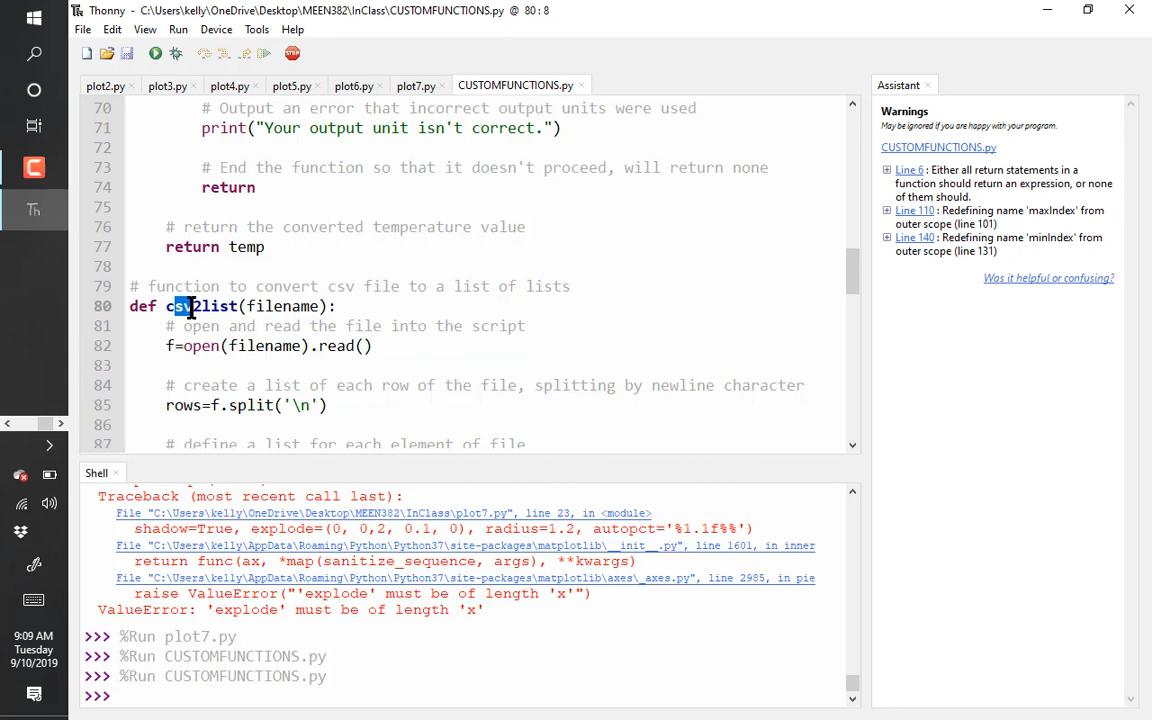 Thonny - C:\Users\kelly\OneDrive\Desktop\MEEN382\InClass\CUSTOMFUNCTIONS.py @ 80 : 8
File Edit View Run Device Tools Help
plot2.py plot3.py plot4.py plot5.py plot6.py plot7.py CUSTOMFUNCTIONS.py
70 # Output an error that incorrect output units were used
71 print("Your output unit isn't correct.")
72
73 # End the function so that it doesn't proceed, will return none
74 return
75
76 # return the converted temperature value
77 return temp
78
79 # function to convert csv file to a list of lists
80 def csv2list(filename):
81 # open and read the file into the script
82 f=open(filename).read()
83
84 # create a list of each row of the file, splitting by newline character
85 rows=f.split('\n')
86
87 # define a list for each element of file
Assistant
Warnings
May be ignored if you are happy with your program.
CUSTOMFUNCTIONS.py
Line 6 : Either all return statements in a
function should return an expression, or none
of them should.
Line 110 : Redefining name 'maxIndex' from
outer scope (line 101)
Line 140 : Redefining name 'minIndex' from
outer scope (line 131)
Was it helpful or confusing?
Shell
Traceback (most recent call last):
File "C:\Users\kelly\OneDrive\Desktop\MEEN382\InClass\plot7.py", line 23, in <module>
shadow=True, explode=(0, 0,2, 0.1, 0), radius=1.2, autopct='%1.1f%%')
File "C:\Users\kelly\AppData\Roaming\Python\Python37\site-packages\matplotlib\__init__.py", line 1601, in inner
return func(ax, *map(sanitize_sequence, args), **kwargs)
File "C:\Users\kelly\AppData\Roaming\Python\Python37\site-packages\matplotlib\axes\_axes.py", line 2985, in pie
raise ValueError("'explode' must be of length 'x'")
ValueError: 'explode' must be of length 'x'
>>> %Run plot7.py
>>> %Run CUSTOMFUNCTIONS.py
>>> %Run CUSTOMFUNCTIONS.py
>>>
Th
9:09 AM
Tuesday
9/10/2019